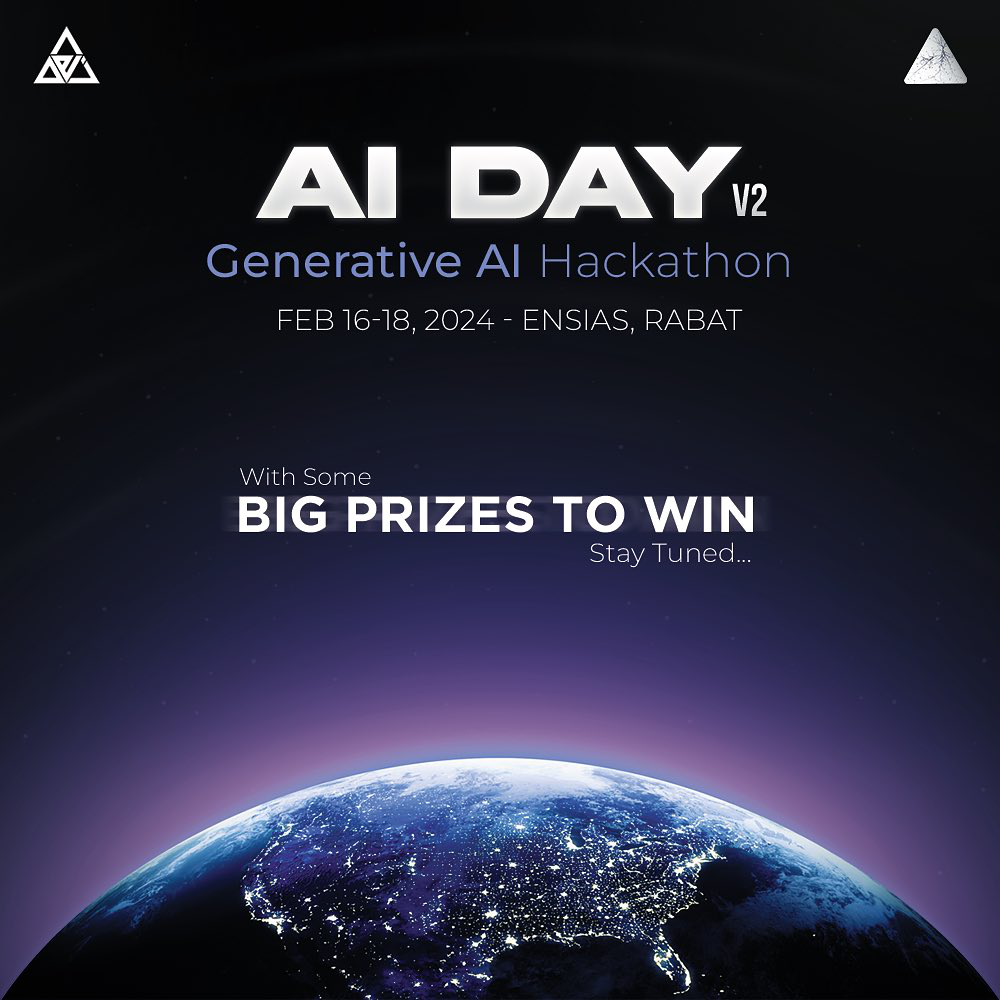 AI DAY V2
Generative AI Hackathon
FEB 16-18, 2024 - ENSIAS, RABAT
With Some
BIG PRIZES TO WIN
Stay Tuned...